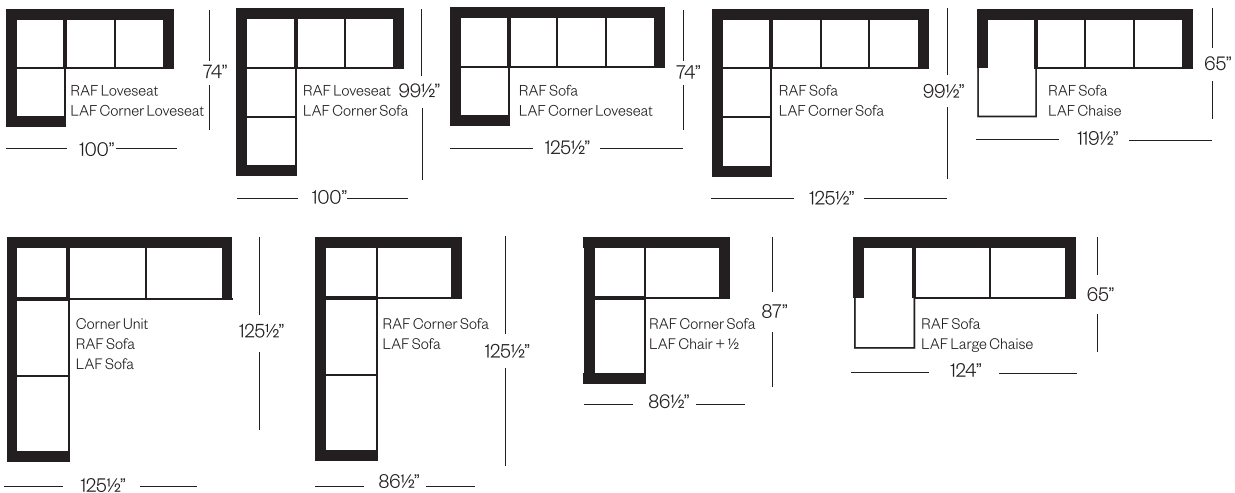 74”
RAF Loveseat
LAF Corner Loveseat
100”
RAF Loveseat
LAF Corner Sofa
99½”
100”
74”
RAF Sofa
LAF Corner Loveseat
125½”
RAF Sofa
LAF Corner Sofa
99½”
125½”
65”
RAF Sofa
LAF Chaise
119½”
Corner Unit
RAF Sofa
LAF Sofa
125½”
125½”
RAF Corner Sofa
LAF Sofa
125½”
86½”
RAF Corner Sofa
LAF Chair + ½
87”
86½”
65”
RAF Sofa
LAF Large Chaise
124”